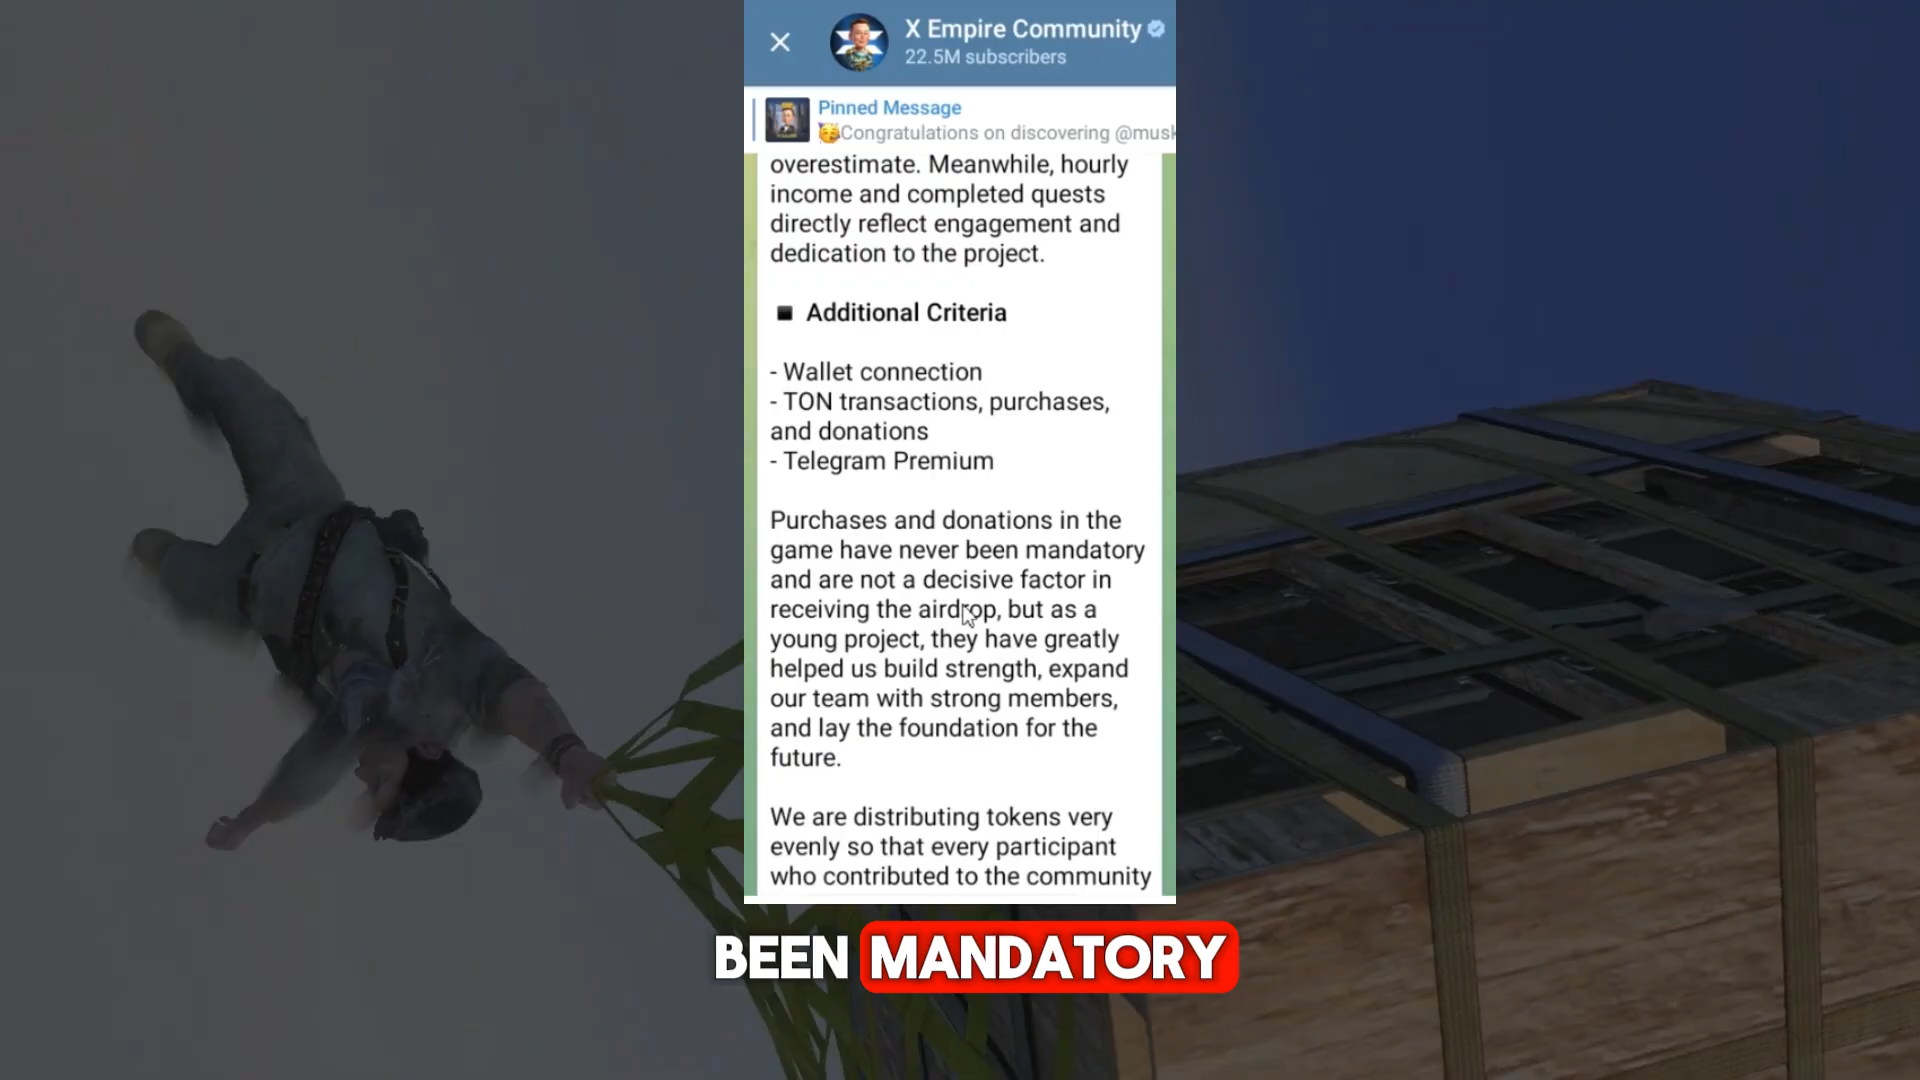 X Empire Community
22.5M subscribers
Pinned Message
🥳Congratulations on discovering @musk
overestimate. Meanwhile, hourly
income and completed quests
directly reflect engagement and
dedication to the project.
▪ Additional Criteria
- Wallet connection
- TON transactions, purchases,
and donations
- Telegram Premium
Purchases and donations in the
game have never been mandatory
and are not a decisive factor in
receiving the airdrop, but as a
young project, they have greatly
helped us build strength, expand
our team with strong members,
and lay the foundation for the
future.
We are distributing tokens very
evenly so that every participant
who contributed to the community
BEEN MANDATORY